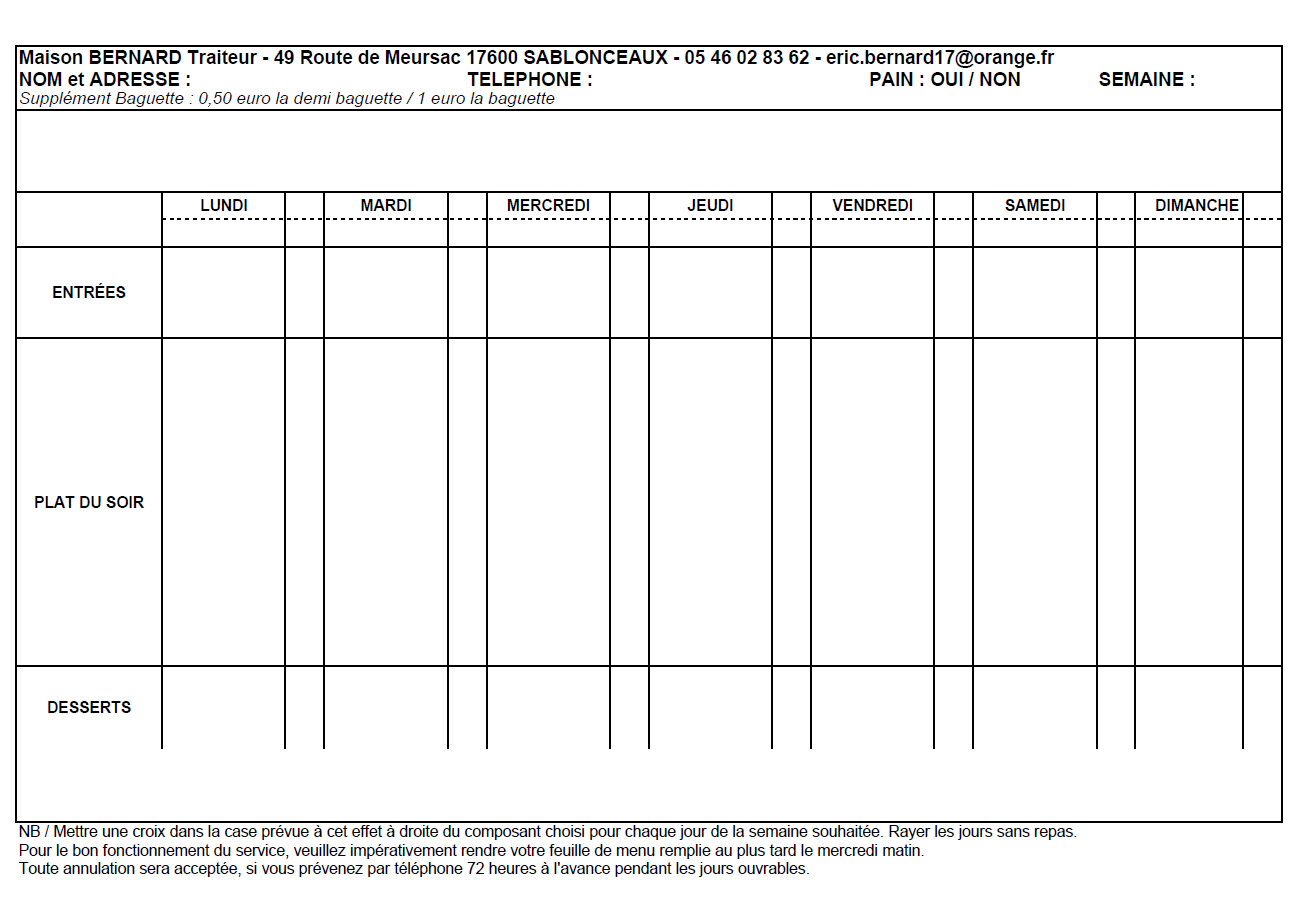 Maison BERNARD Traiteur - 49 Route de Meursac 17600 SABLONCEAUX - 05 46 02 83 62 - eric.bernard17@orange.fr
NOM et ADRESSE : TELEPHONE : PAIN : OUI / NON SEMAINE :
Supplément Baguette : 0,50 euro la demi baguette / 1 euro la baguette
LUNDI MARDI MERCREDI JEUDI VENDREDI SAMEDI DIMANCHE
ENTRÉES
PLAT DU SOIR
DESSERTS
NB / Mettre une croix dans la case prévue à cet effet à droite du composant choisi pour chaque jour de la semaine souhaitée. Rayer les jours sans repas.
Pour le bon fonctionnement du service, veuillez impérativement rendre votre feuille de menu remplie au plus tard le mercredi matin.
Toute annulation sera acceptée, si vous prévenez par téléphone 72 heures à l'avance pendant les jours ouvrables.